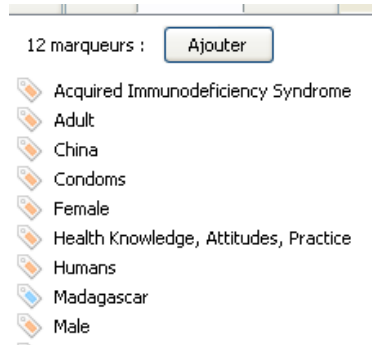 12 marqueurs : Ajouter
Acquired Immunodeficiency Syndrome
Adult
China
Condoms
Female
Health Knowledge, Attitudes, Practice
Humans
Madagascar
Male